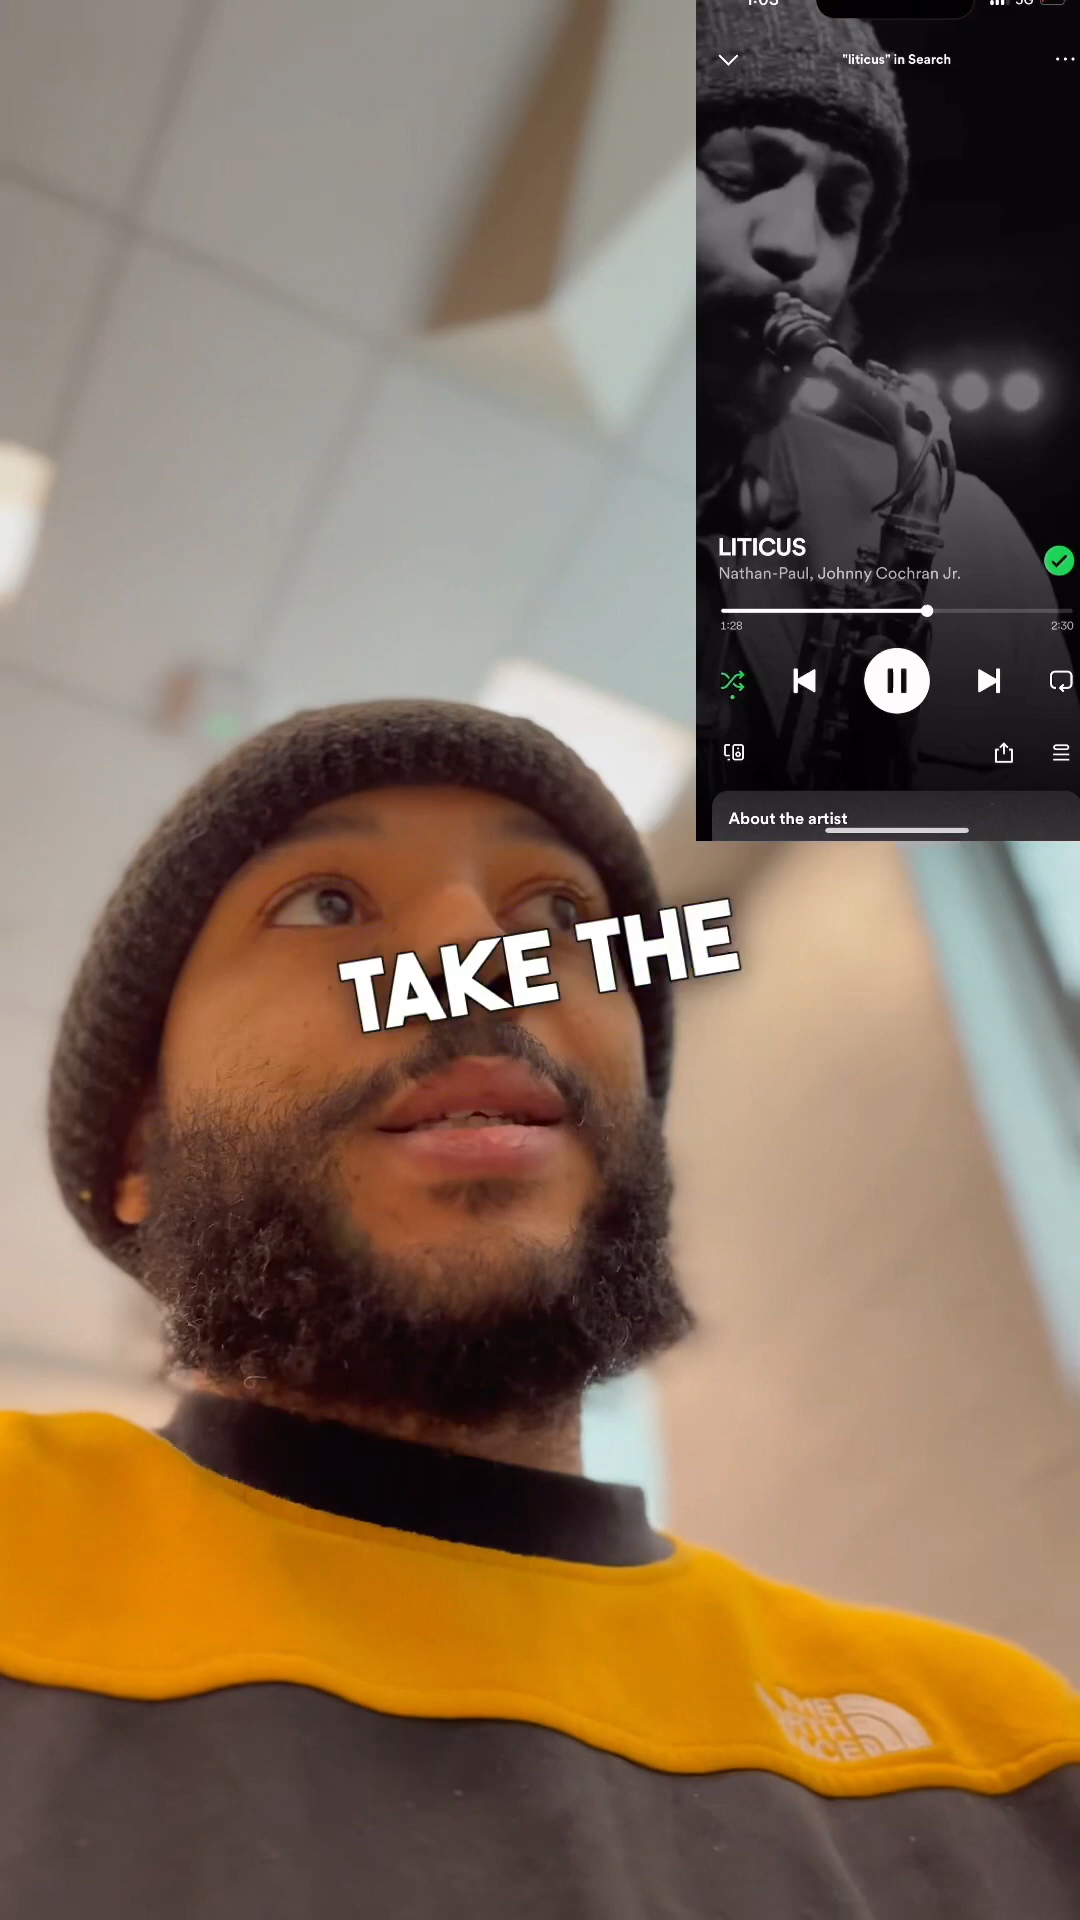 "liticus" in Search
LITICUS
Nathan-Paul, Johnny Cochran Jr.
1:28
2:30
About the artist
TAKE THE